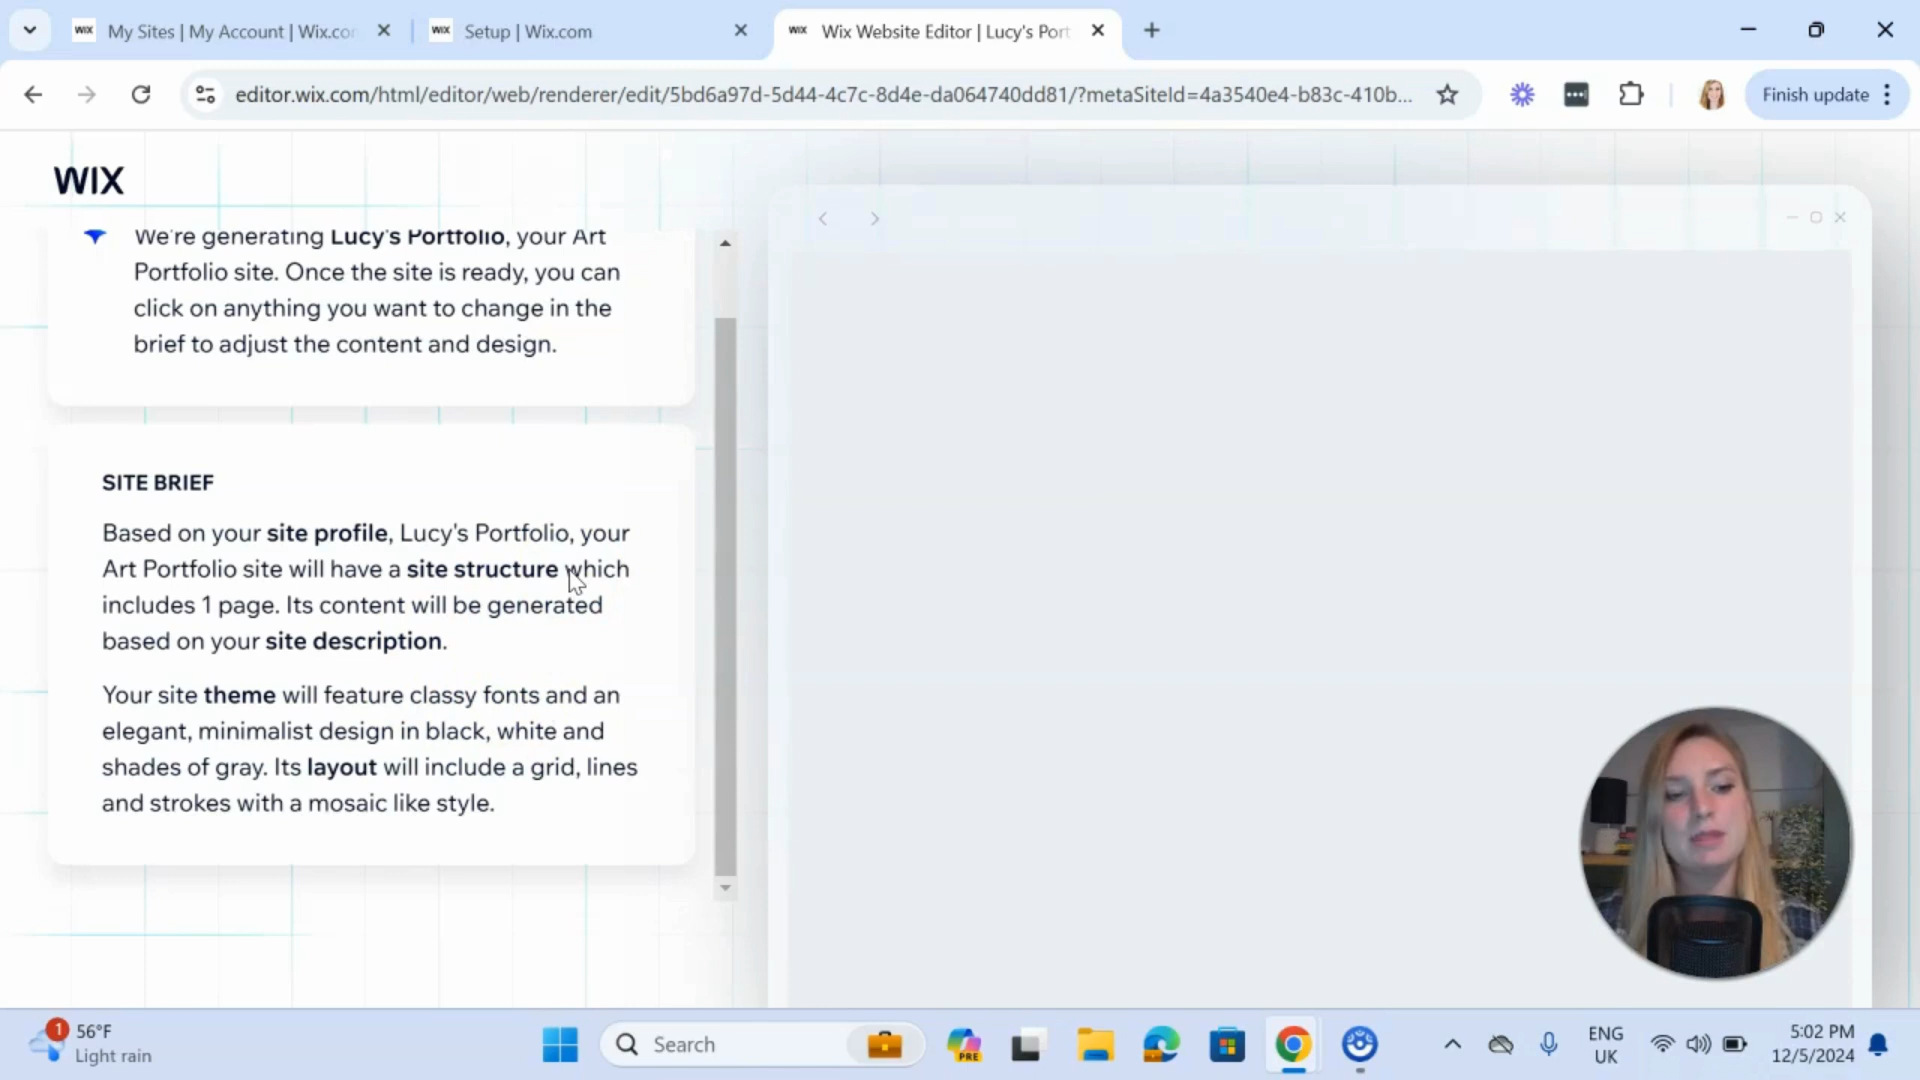 WIX My Sites | My Account | Wix.co
WIX Setup | Wix.com
WIX Wix Website Editor | Lucy's Port
editor.wix.com/html/editor/web/renderer/edit/5bd6a97d-5d44-4c7c-8d4e-da064740dd81/?metaSiteId=4a3540e4-b83c-410b...
Finish update
WIX
We're generating Lucy's Portfolio, your Art
Portfolio site. Once the site is ready, you can
click on anything you want to change in the
brief to adjust the content and design.
SITE BRIEF
Based on your site profile, Lucy's Portfolio, your
Art Portfolio site will have a site structure which
includes 1 page. Its content will be generated
based on your site description.
Your site theme will feature classy fonts and an
elegant, minimalist design in black, white and
shades of gray. Its layout will include a grid, lines
and strokes with a mosaic like style.
1
56°F
Light rain
Search
PRE
ENG
UK
5:02 PM
12/5/2024